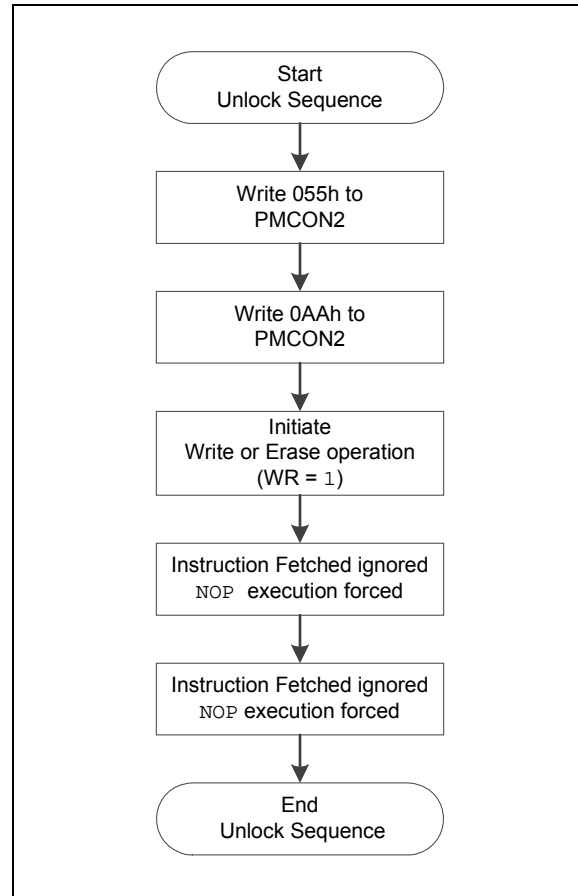 Start
Unlock Sequence
Write 055h to
PMCON2
Write 0AAh to
PMCON2
Initiate
Write or Erase operation
(WR = 1)
Instruction Fetched ignored
NOP execution forced
Instruction Fetched ignored
NOP execution forced
End
Unlock Sequence